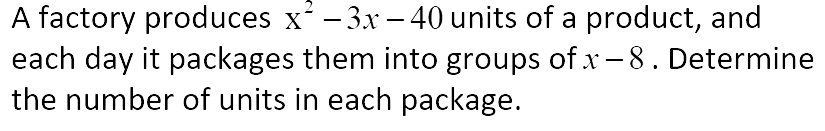 A factory produces x² – 3x – 40 units of a product, and
each day it packages them into groups of x – 8 . Determine
the number of units in each package.